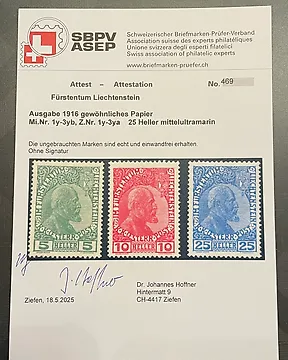 SBPV
ASEP
Schweizerischer Briefmarken-Prüfer-Verband
Association suisse des experts philatéliques
Unione svizzera degli esperti filatelici
Swiss association of philatelic experts
www.briefmarken-pruefer.ch
Attest - Attestation
No. 469
Fürstentum Liechtenstein
Ausgabe 1916 gewöhnliches Papier
Mi.Nr. 1y-3yb, Z.Nr. 1y-3ya 25 Heller mittelultramarin
Die ungebrauchten Marken sind echt und einwandfrei erhalten.
Ohne Signatur
5 HELLER 5
10 HELLER 10
25 HELLER 25
J. Hoffner
Ziefen, 18.5.2025
Dr. Johannes Hoffner
Hintermatt 9
CH-4417 Ziefen